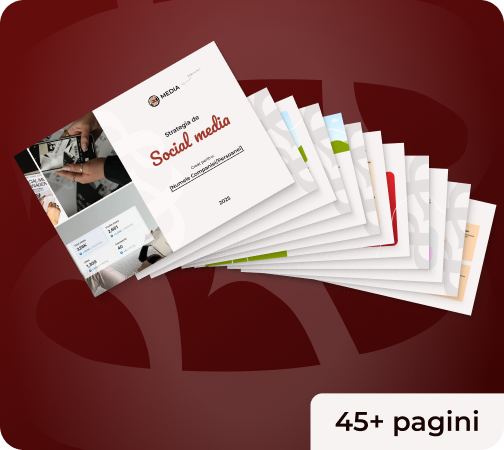 MEDIA
Strategia de
Social media
creat pentru
[Numele Companiei/Persoanei]
2025
45+ pagini